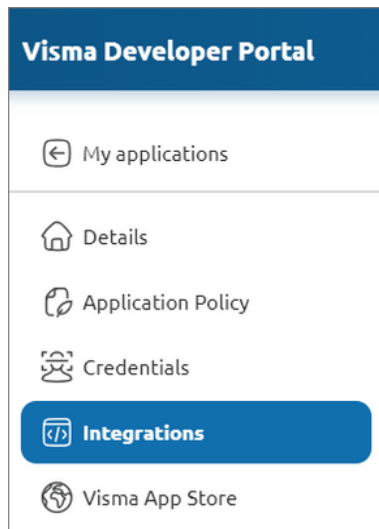 Visma Developer Portal
My applications
Details
Application Policy
Credentials
Integrations
Visma App Store